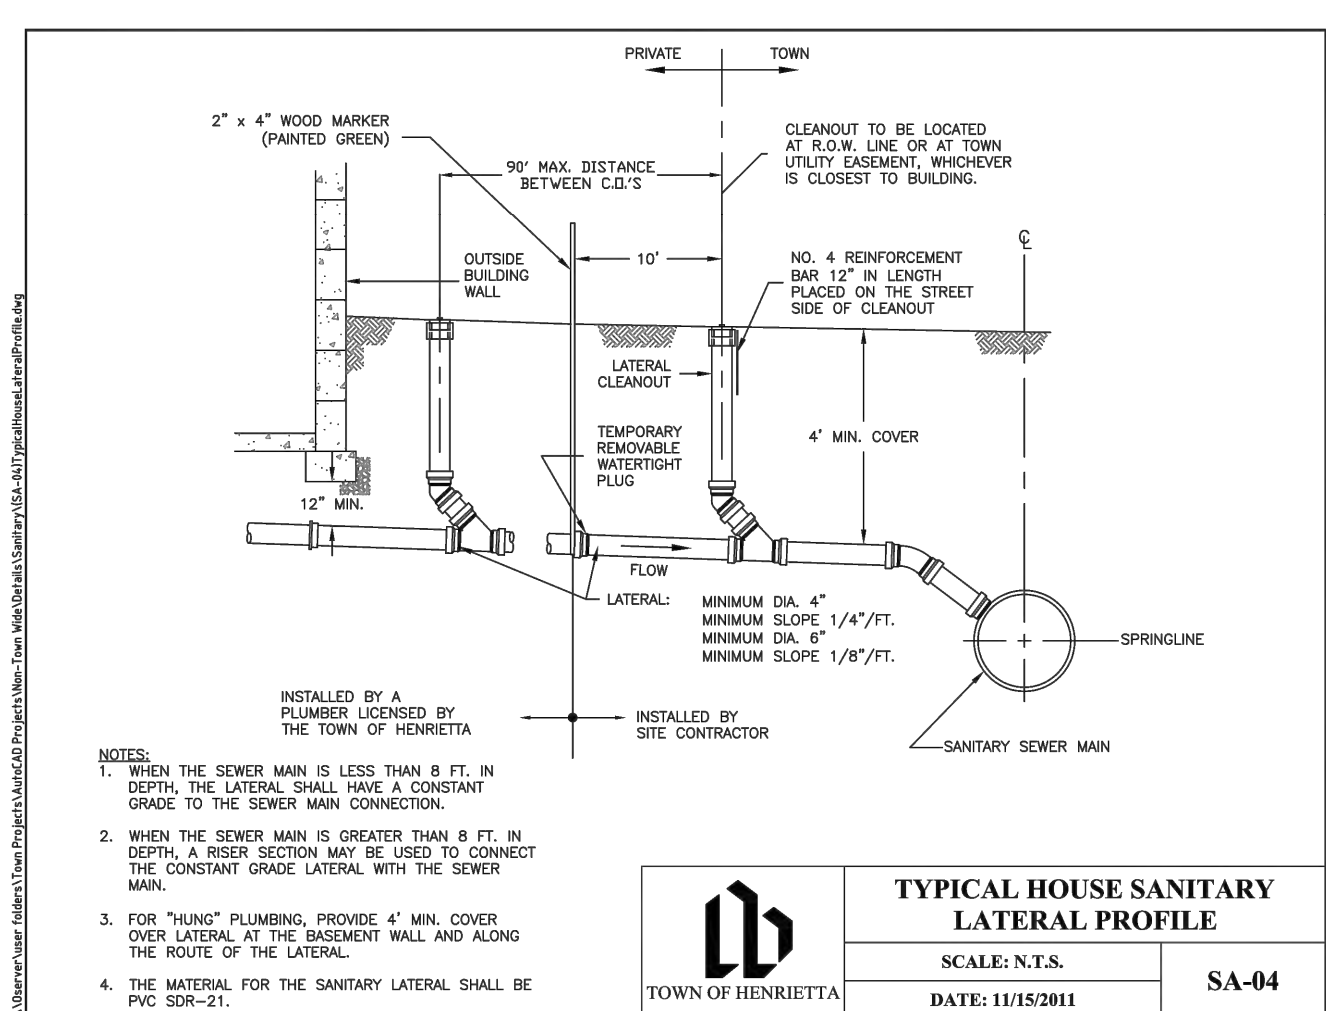 PRIVATE
TOWN
2" x 4" WOOD MARKER
(PAINTED GREEN)
CLEANOUT TO BE LOCATED
AT R.O.W. LINE OR AT TOWN
UTILITY EASEMENT, WHICHEVER
IS CLOSEST TO BUILDING.
90' MAX. DISTANCE
BETWEEN C.O.'S
℄
OUTSIDE
BUILDING
WALL
10'
NO. 4 REINFORCEMENT
BAR 12" IN LENGTH
PLACED ON THE STREET
SIDE OF CLEANOUT
LATERAL
CLEANOUT
TEMPORARY
REMOVABLE
WATERTIGHT
PLUG
4' MIN. COVER
12" MIN.
FLOW
LATERAL:
MINIMUM DIA. 4"
MINIMUM SLOPE 1/4"/FT.
MINIMUM DIA. 6"
MINIMUM SLOPE 1/8"/FT.
SPRINGLINE
SANITARY SEWER MAIN
INSTALLED BY A
PLUMBER LICENSED BY
THE TOWN OF HENRIETTA
INSTALLED BY
SITE CONTRACTOR
NOTES:
1. WHEN THE SEWER MAIN IS LESS THAN 8 FT. IN
DEPTH, THE LATERAL SHALL HAVE A CONSTANT
GRADE TO THE SEWER MAIN CONNECTION.
2. WHEN THE SEWER MAIN IS GREATER THAN 8 FT. IN
DEPTH, A RISER SECTION MAY BE USED TO CONNECT
THE CONSTANT GRADE LATERAL WITH THE SEWER
MAIN.
3. FOR "HUNG" PLUMBING, PROVIDE 4' MIN. COVER
OVER LATERAL AT THE BASEMENT WALL AND ALONG
THE ROUTE OF THE LATERAL.
4. THE MATERIAL FOR THE SANITARY LATERAL SHALL BE
PVC SDR-21.
TOWN OF HENRIETTA
TYPICAL HOUSE SANITARY
LATERAL PROFILE
SCALE: N.T.S.
DATE: 11/15/2011
SA-04
\\0server\user folders\Town Projects\AutoCAD Projects\Non-Town Wide\Details\Sanitary\(SA-04)TypicalHouseLateralProfile.dwg